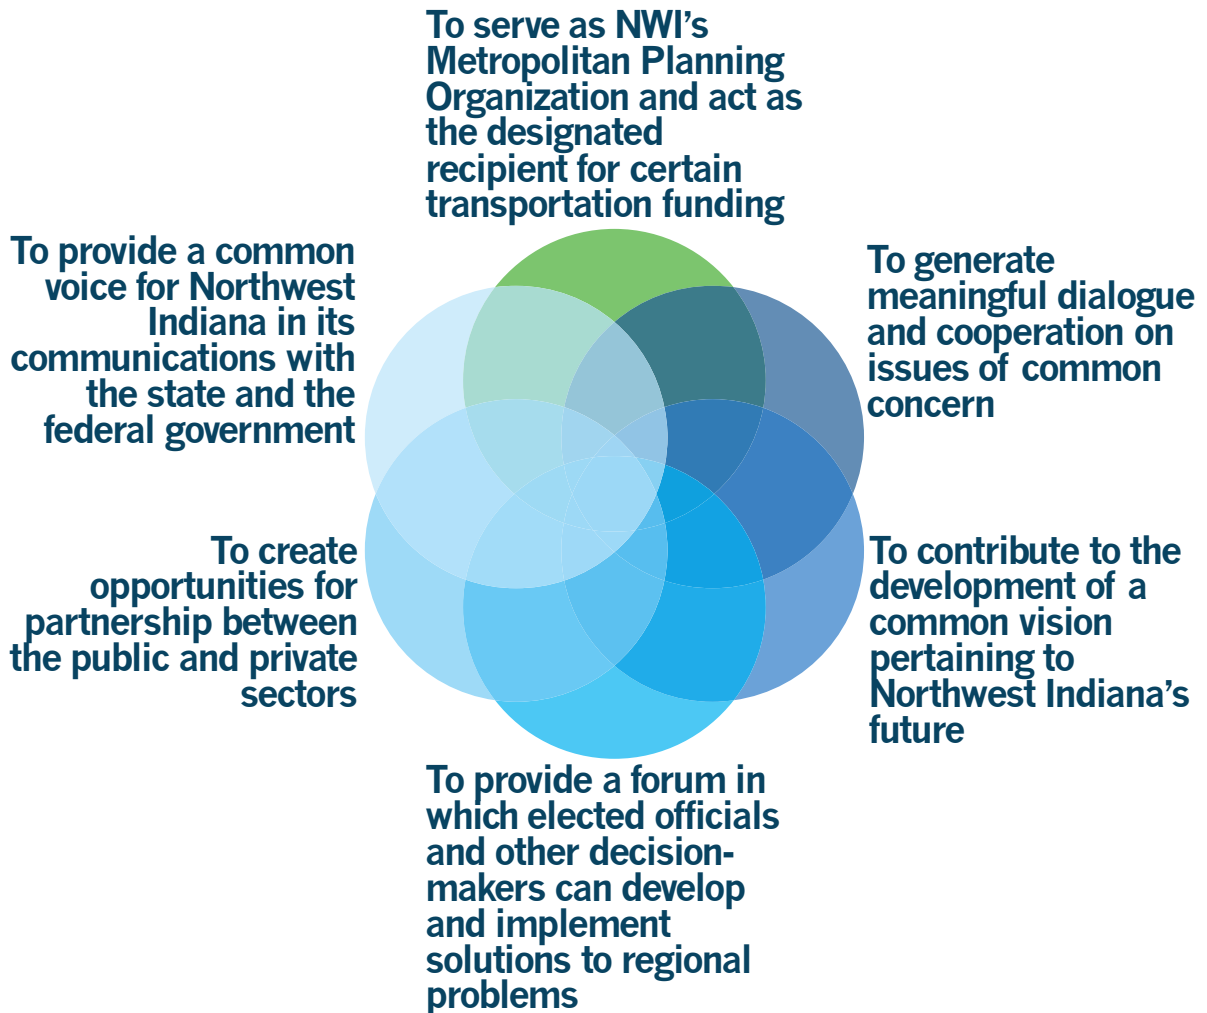 To serve as NWI’s
Metropolitan Planning
Organization and act as
the designated
recipient for certain
transportation funding
To provide a common
voice for Northwest
Indiana in its
communications with
the state and the
federal government
To generate
meaningful dialogue
and cooperation on
issues of common
concern
To create
opportunities for
partnership between
the public and private
sectors
To contribute to the
development of a
common vision
pertaining to
Northwest Indiana’s
future
To provide a forum in
which elected officials
and other decision-
makers can develop
and implement
solutions to regional
problems